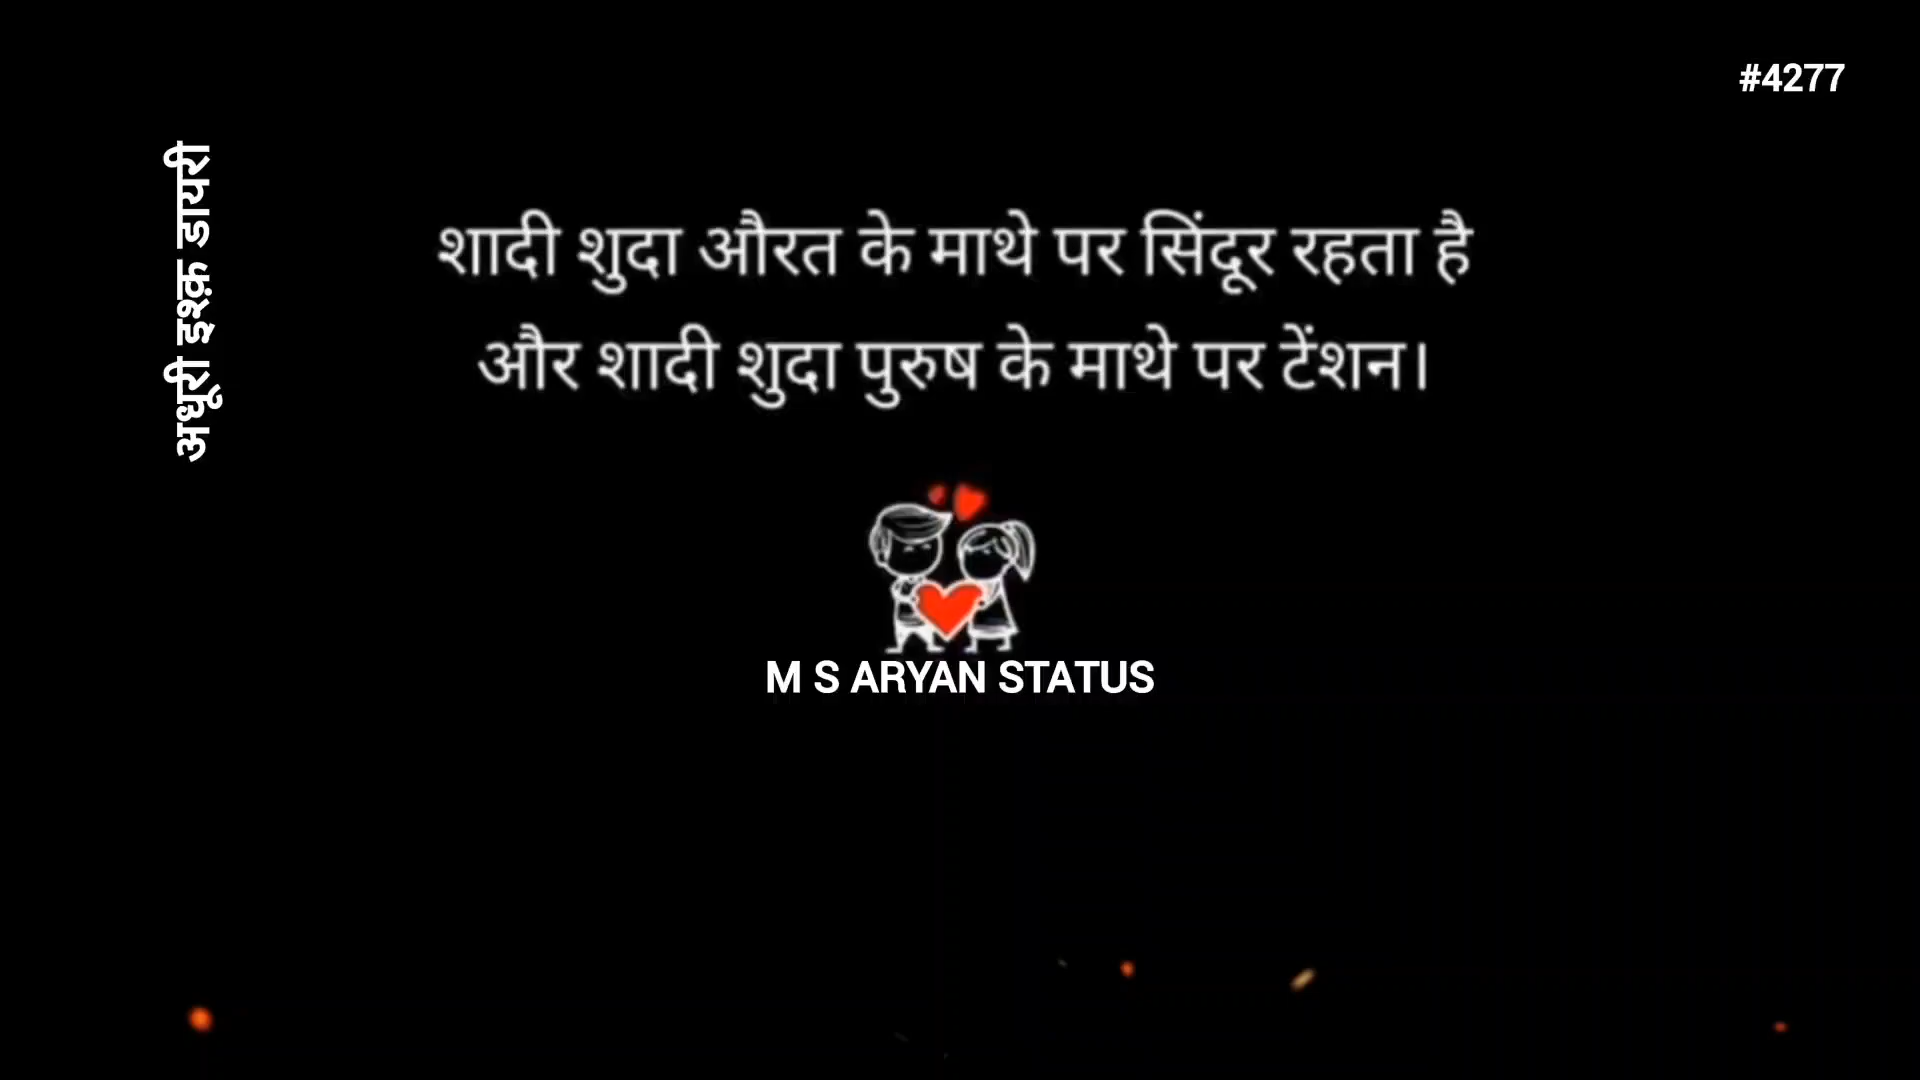 #4277
अधूरी इश्क़ डायरी
शादी शुदा औरत के माथे पर सिंदूर रहता है
और शादी शुदा पुरुष के माथे पर टेंशन।
M S ARYAN STATUS